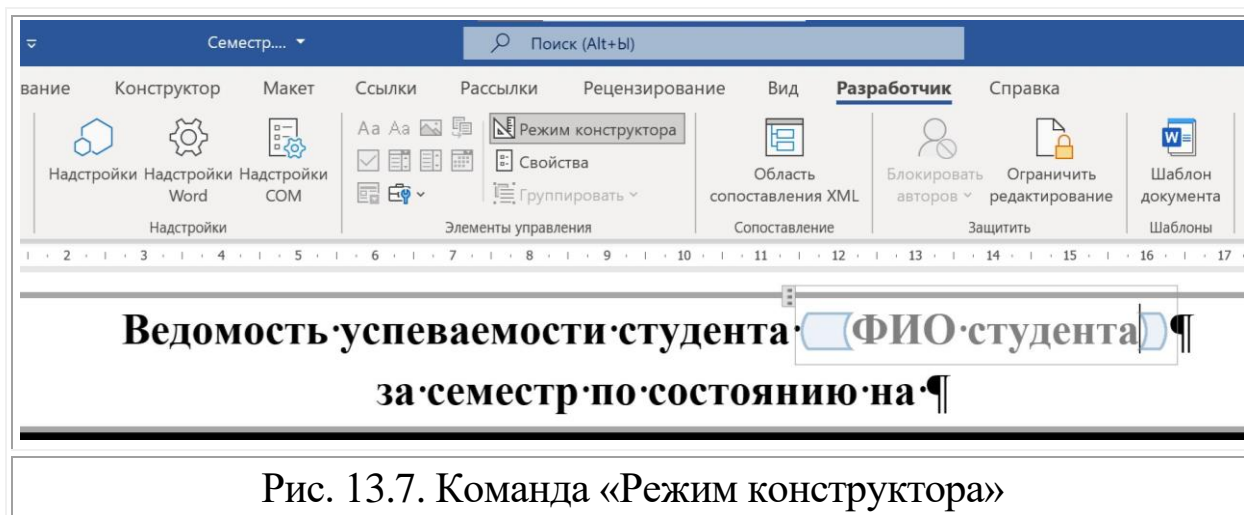 Семест....
Поиск (Alt+Ы)
вание Конструктор Макет Ссылки Рассылки Рецензирование Вид Разработчик Справка
Аа Аа Режим конструктора
Свойства
Группировать
Надстройки Надстройки Надстройки
Word COM
Область
сопоставления XML
Блокировать Ограничить
авторов редактирование
Шаблон
документа
Надстройки Элементы управления Сопоставление Защитить Шаблоны
2 3 4 5 6 7 8 9 10 11 12 13 14 15 16 17
Ведомость·успеваемости·студента·(ФИО·студента)¶
за·семестр·по·состоянию·на·¶
Рис. 13.7. Команда «Режим конструктора»